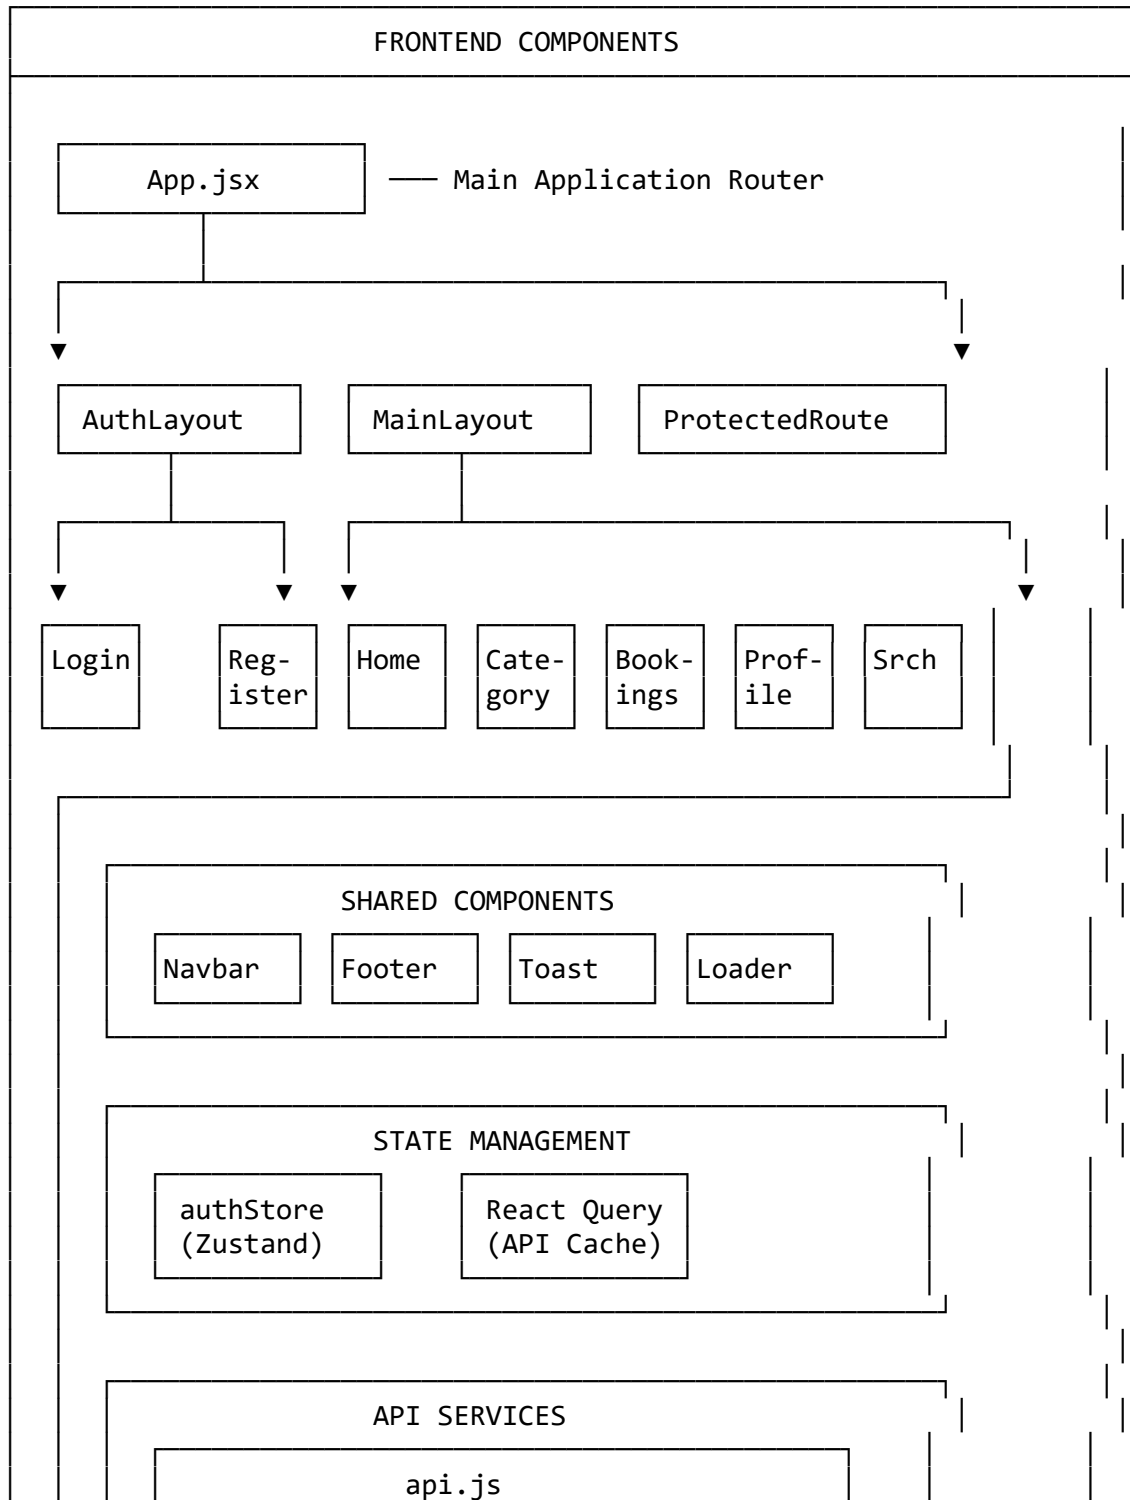 FRONTEND COMPONENTS
App.jsx ── Main Application Router
AuthLayout MainLayout ProtectedRoute
Login Reg- Home Cate- Book- Prof- Srch
ister gory ings ile
SHARED COMPONENTS
Navbar Footer Toast Loader
STATE MANAGEMENT
authStore React Query
(Zustand) (API Cache)
API SERVICES
api.js